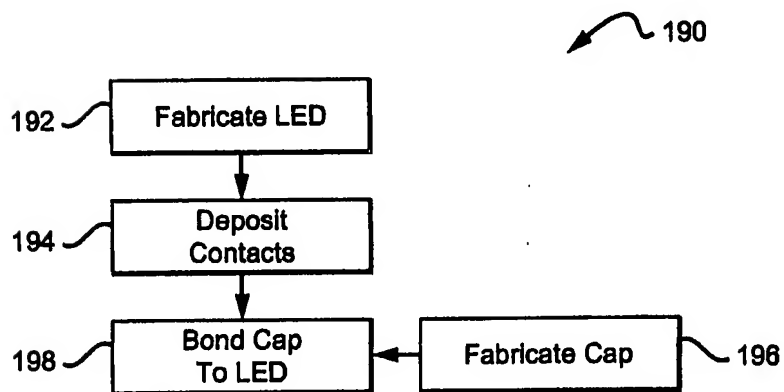 190
192
Fabricate LED
194
Deposit
Contacts
198
Bond Cap
To LED
Fabricate Cap
196